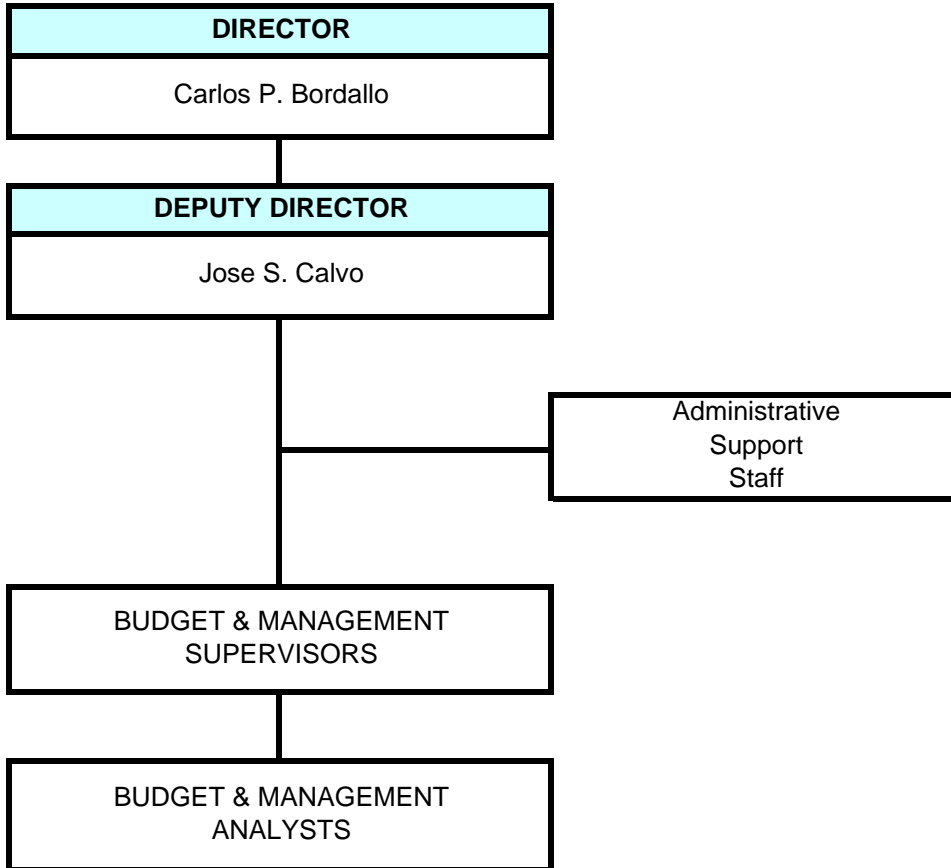 DIRECTOR
Carlos P. Bordallo
DEPUTY DIRECTOR
Jose S. Calvo
Administrative
Support
Staff
BUDGET & MANAGEMENT
SUPERVISORS
BUDGET & MANAGEMENT
ANALYSTS